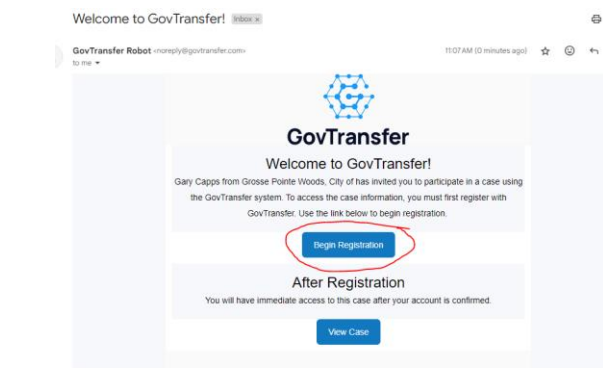 Welcome to GovTransfer! Inbox x
GovTransfer Robot <noreply@govtransfer.com>
11:07 AM (0 minutes ago)
to me
GovTransfer
Welcome to GovTransfer!
Gary Capps from Grosse Pointe Woods, City of has invited you to participate in a case using
the GovTransfer system. To access the case information, you must first register with
GovTransfer. Use the link below to begin registration.
Begin Registration
After Registration
You will have immediate access to this case after your account is confirmed.
View Case